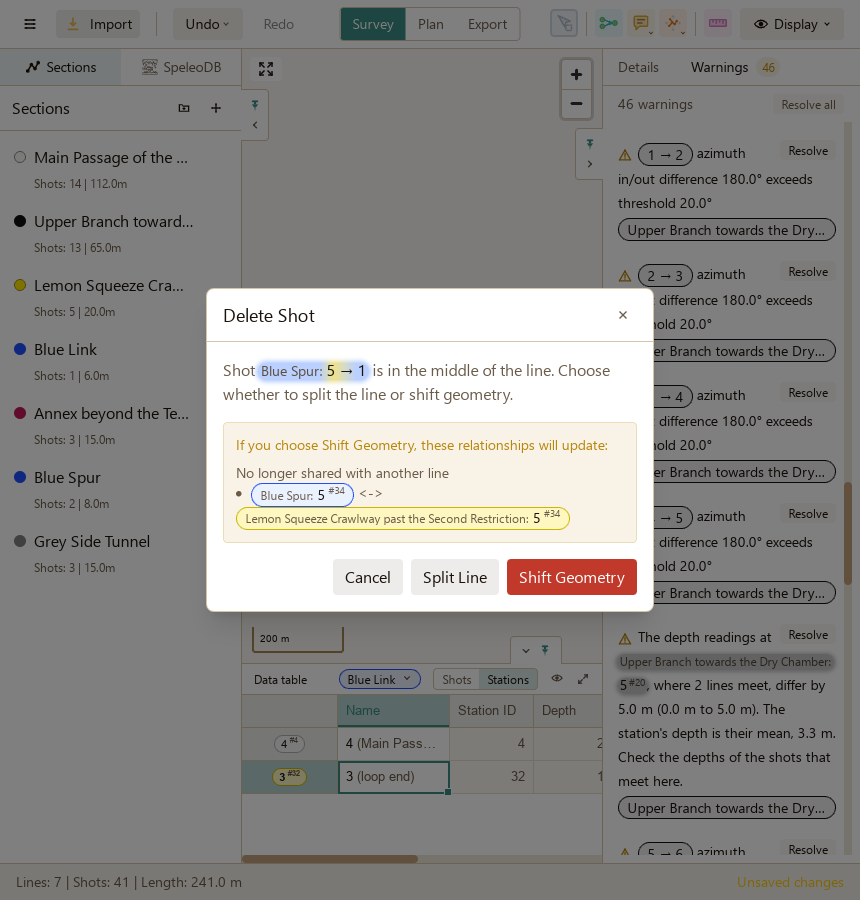 Import
Undo
Redo
Survey
Plan
Export
Display
Sections
SpeleoDB
Details
Warnings 46
Sections
46 warnings
Resolve all
Main Passage of the ...
Shots: 14 | 112.0m
Upper Branch toward...
Shots: 13 | 65.0m
Lemon Squeeze Cra...
Shots: 5 | 20.0m
Blue Link
Shots: 1 | 6.0m
Annex beyond the Te...
Shots: 3 | 15.0m
Blue Spur
Shots: 2 | 8.0m
Grey Side Tunnel
Shots: 3 | 15.0m
1 → 2 azimuth
Resolve
in/out difference 180.0° exceeds
threshold 20.0°
Upper Branch towards the Dry...
2 → 3 azimuth
Resolve
difference 180.0° exceeds
hold 20.0°
pper Branch towards the Dry...
→ 4 azimuth
Resolve
difference 180.0° exceeds
hold 20.0°
pper Branch towards the Dry...
→ 5 azimuth
Resolve
difference 180.0° exceeds
hold 20.0°
pper Branch towards the Dry...
The depth readings at
Resolve
Upper Branch towards the Dry Chamber:
5 #20, where 2 lines meet, differ by
5.0 m (0.0 m to 5.0 m). The
station's depth is their mean, 3.3 m.
Check the depths of the shots that
meet here.
Upper Branch towards the Dry...
5 → 6 azimuth
Resolve
Delete Shot
×
Shot Blue Spur: 5 → 1 is in the middle of the line. Choose
whether to split the line or shift geometry.
If you choose Shift Geometry, these relationships will update:
No longer shared with another line
• Blue Spur: 5 #34 <->
Lemon Squeeze Crawlway past the Second Restriction: 5 #34
Cancel
Split Line
Shift Geometry
200 m
Data table
Blue Link
Shots
Stations
Name
Station ID
Depth
4 #4
4 (Main Pass...
4
2
3 #32
3 (loop end)
32
1
Lines: 7 | Shots: 41 | Length: 241.0 m
Unsaved changes